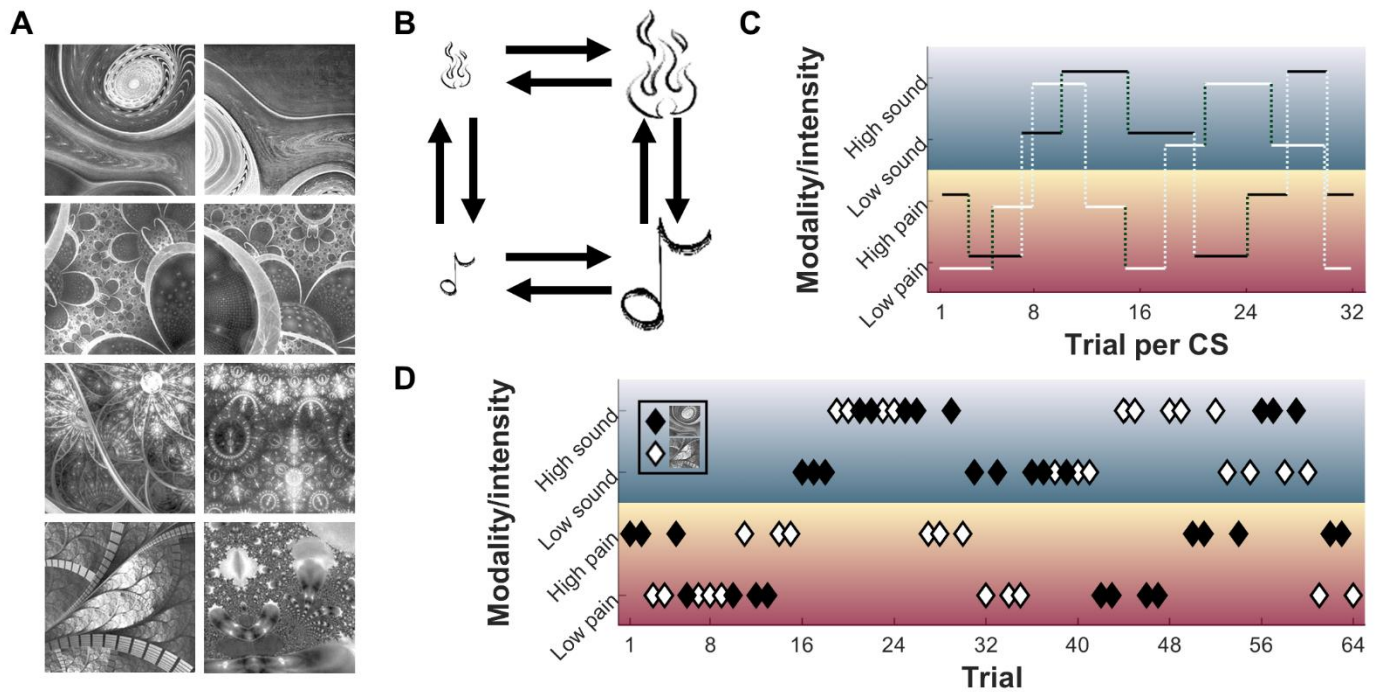 A
B
C
Modality/intensity
High sound
Low sound
High pain
Low pain
1
8
16
24
32
Trial per CS
D
Modality/intensity
High sound
Low sound
High pain
Low pain
1
8
16
24
32
40
48
56
64
Trial